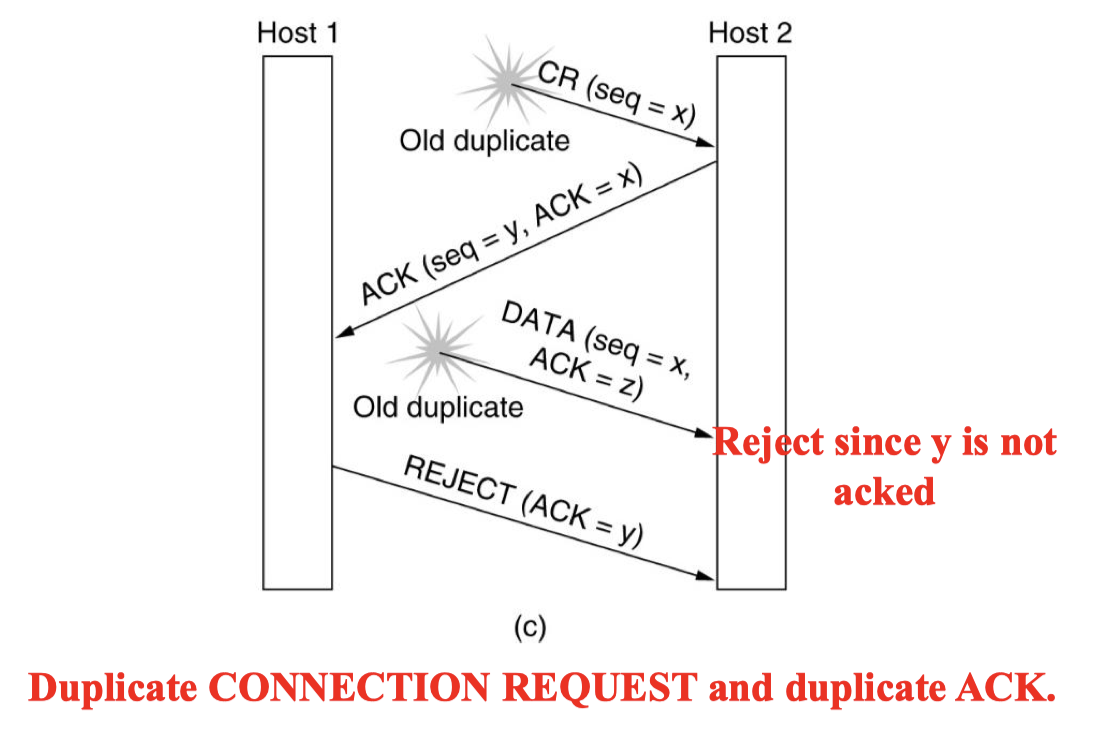 Host 1
Host 2
CR (seq = x)
Old duplicate
ACK (seq = y, ACK = x)
DATA (seq = x,
ACK = z)
Old duplicate
Reject since y is not
acked
REJECT (ACK = y)
(c)
Duplicate CONNECTION REQUEST and duplicate ACK.